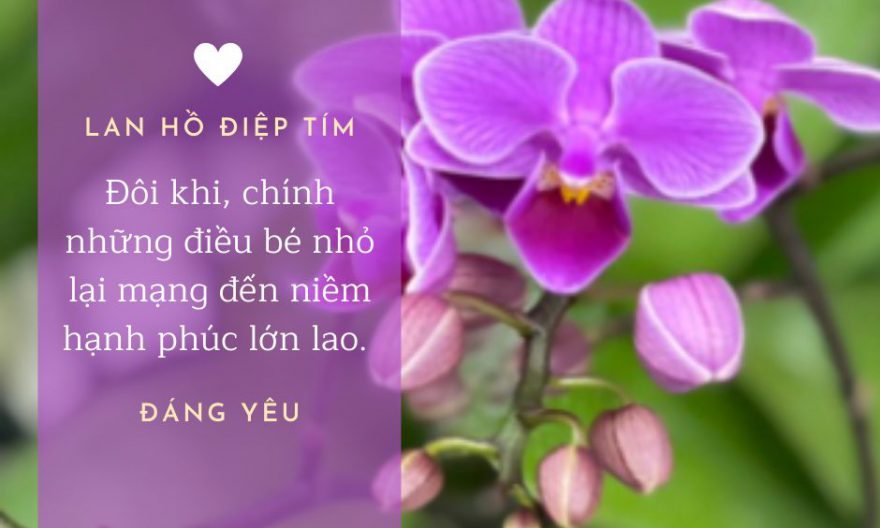 LAN HỒ ĐIỆP TÍM
Đôi khi, chính
những điều bé nhỏ
lại mạng đến niềm
hạnh phúc lớn lao.
ĐÁNG YÊU